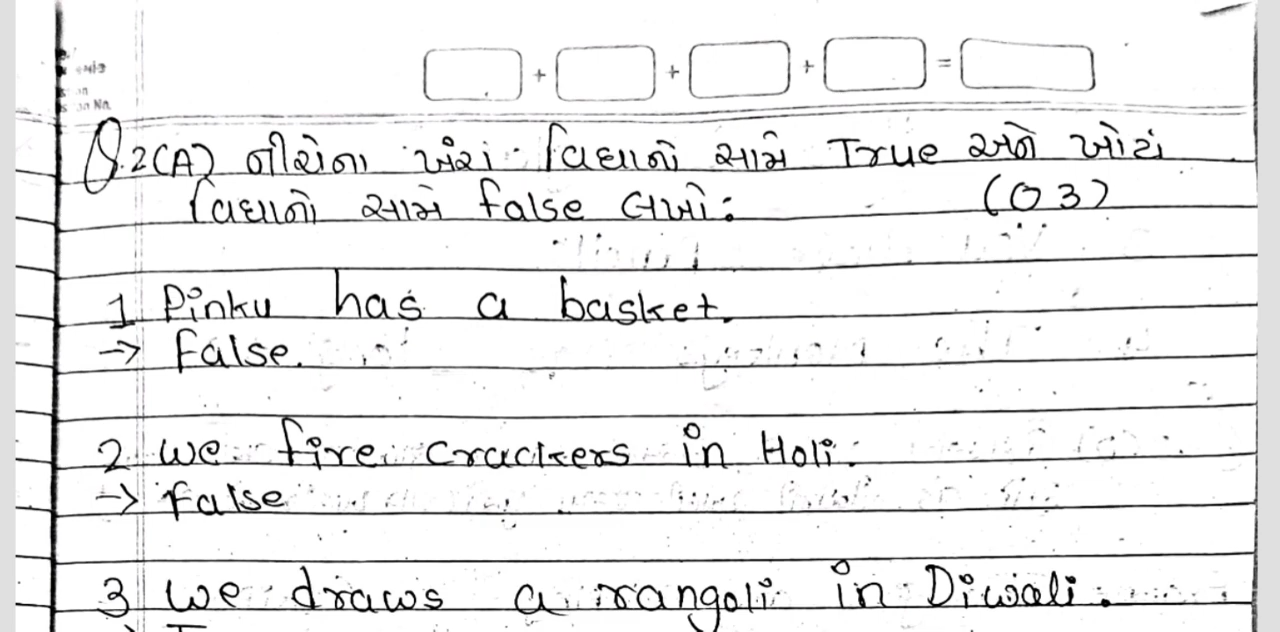 + + + =
Q.2(A) નીચેના ખરાં વિધાનો સામે True અને ખોટાં
વિધાનો સામે false લખો:
(03)
1 Pinku has a basket.
→ false.
2 we fire crackers in Holi.
→ false
3 we draws a rangoli in Diwali.